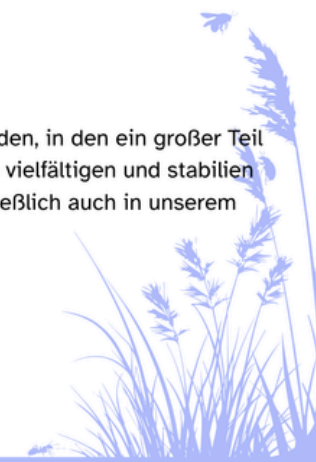 den, in den ein großer Teil
vielfältigen und stabilien
eßlich auch in unserem